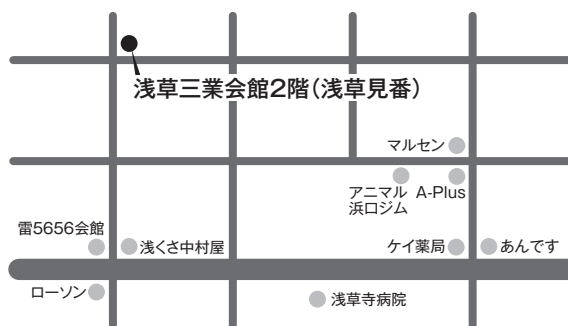 浅草三業会館2階（浅草見番）
マルセン
アニマル
浜口ジム
A-Plus
雷5656会館
浅くさ中村屋
ケイ薬局
あんです
ローソン
浅草寺病院